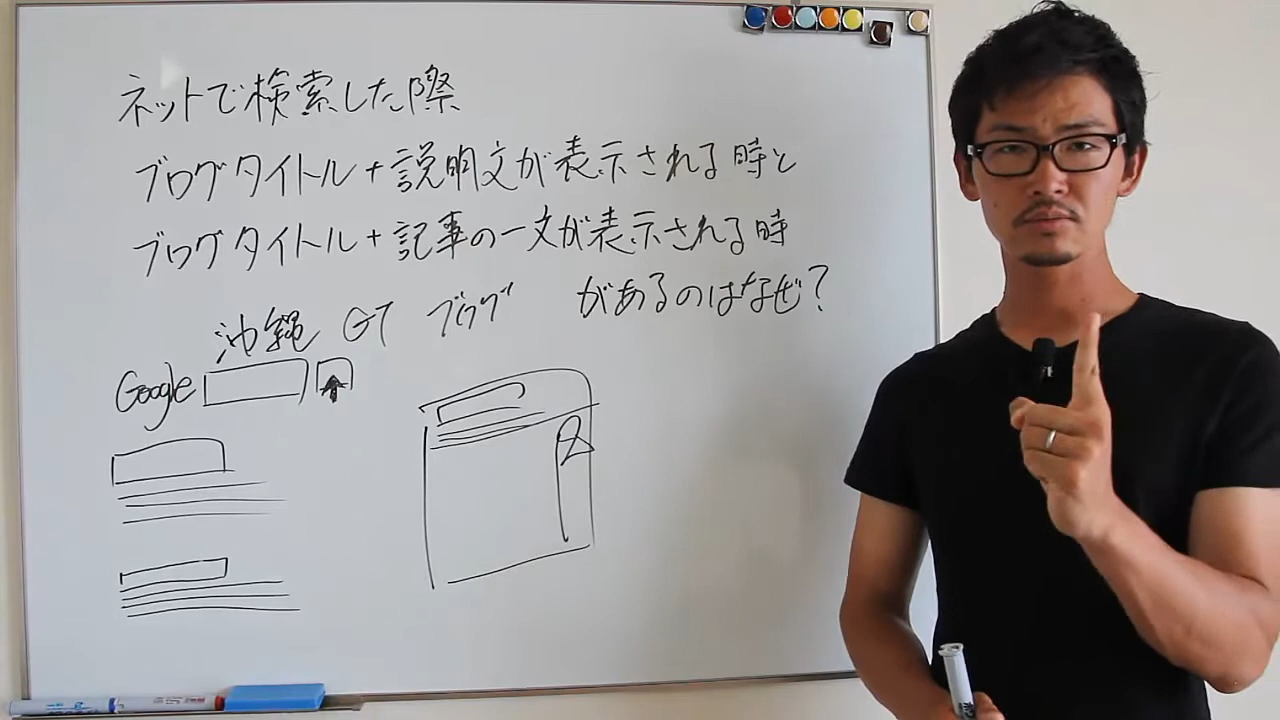 ネットで検索した際
ブログタイトル+説明文が表示される時と
ブログタイトル+記事の一文が表示される時
があるのはなぜ?
沖縄 GT ブログ
Google